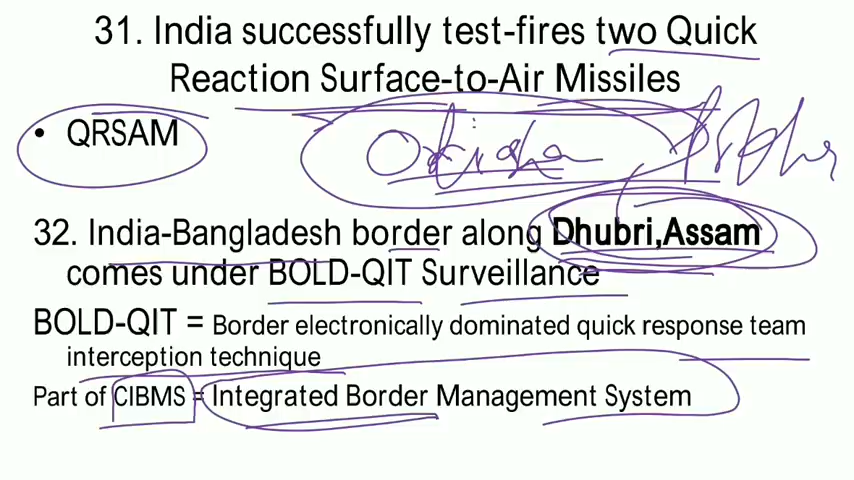 31. India successfully test-fires two Quick
Reaction Surface-to-Air Missiles
• QRSAM
Odisha
32. India-Bangladesh border along Dhubri,Assam
comes under BOLD-QIT Surveillance
BOLD-QIT = Border electronically dominated quick response team
interception technique
Part of CIBMS = Integrated Border Management System